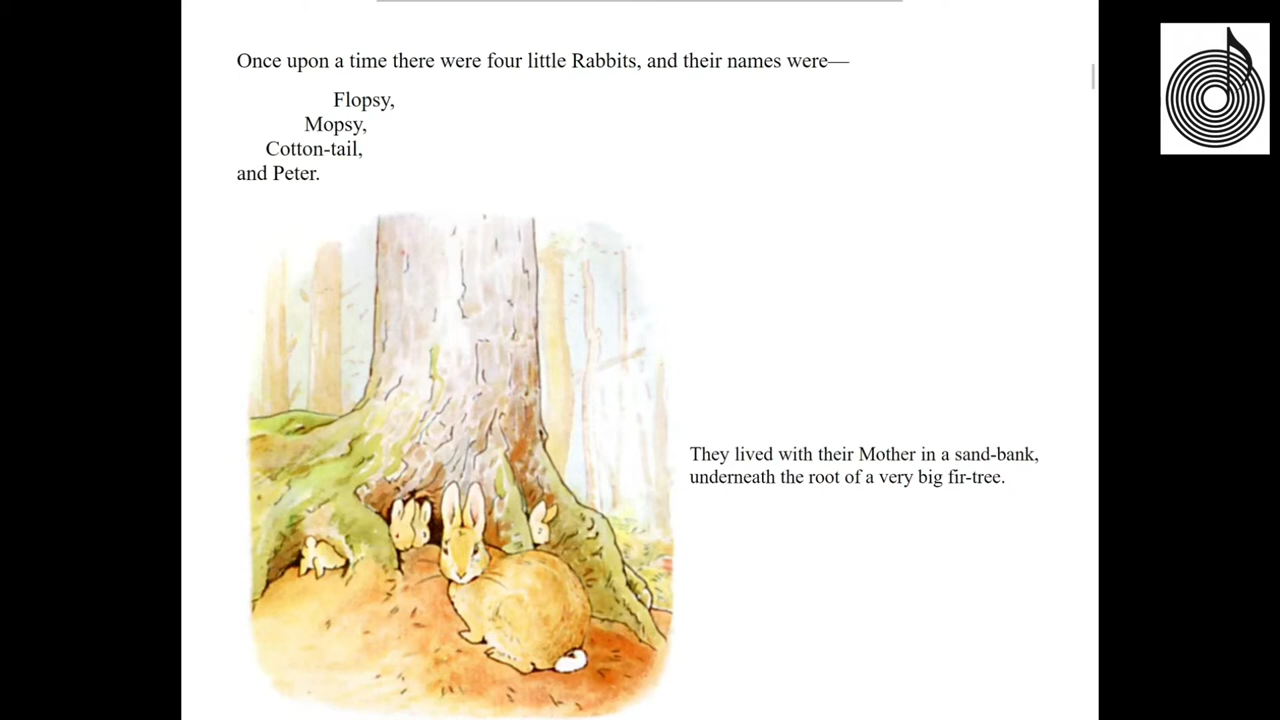 Once upon a time there were four little Rabbits, and their names were—
Flopsy,
Mopsy,
Cotton-tail,
and Peter.
They lived with their Mother in a sand-bank,
underneath the root of a very big fir-tree.